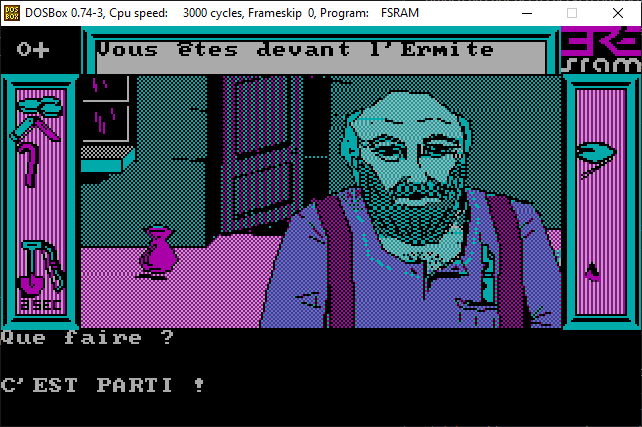 DOSBox 0.74-3, Cpu speed: 3000 cycles, Frameskip 0, Program: FSRAM
O+
Vous êtes devant l'Ermite
ERE
sram
Que faire ?
C'EST PARTI !